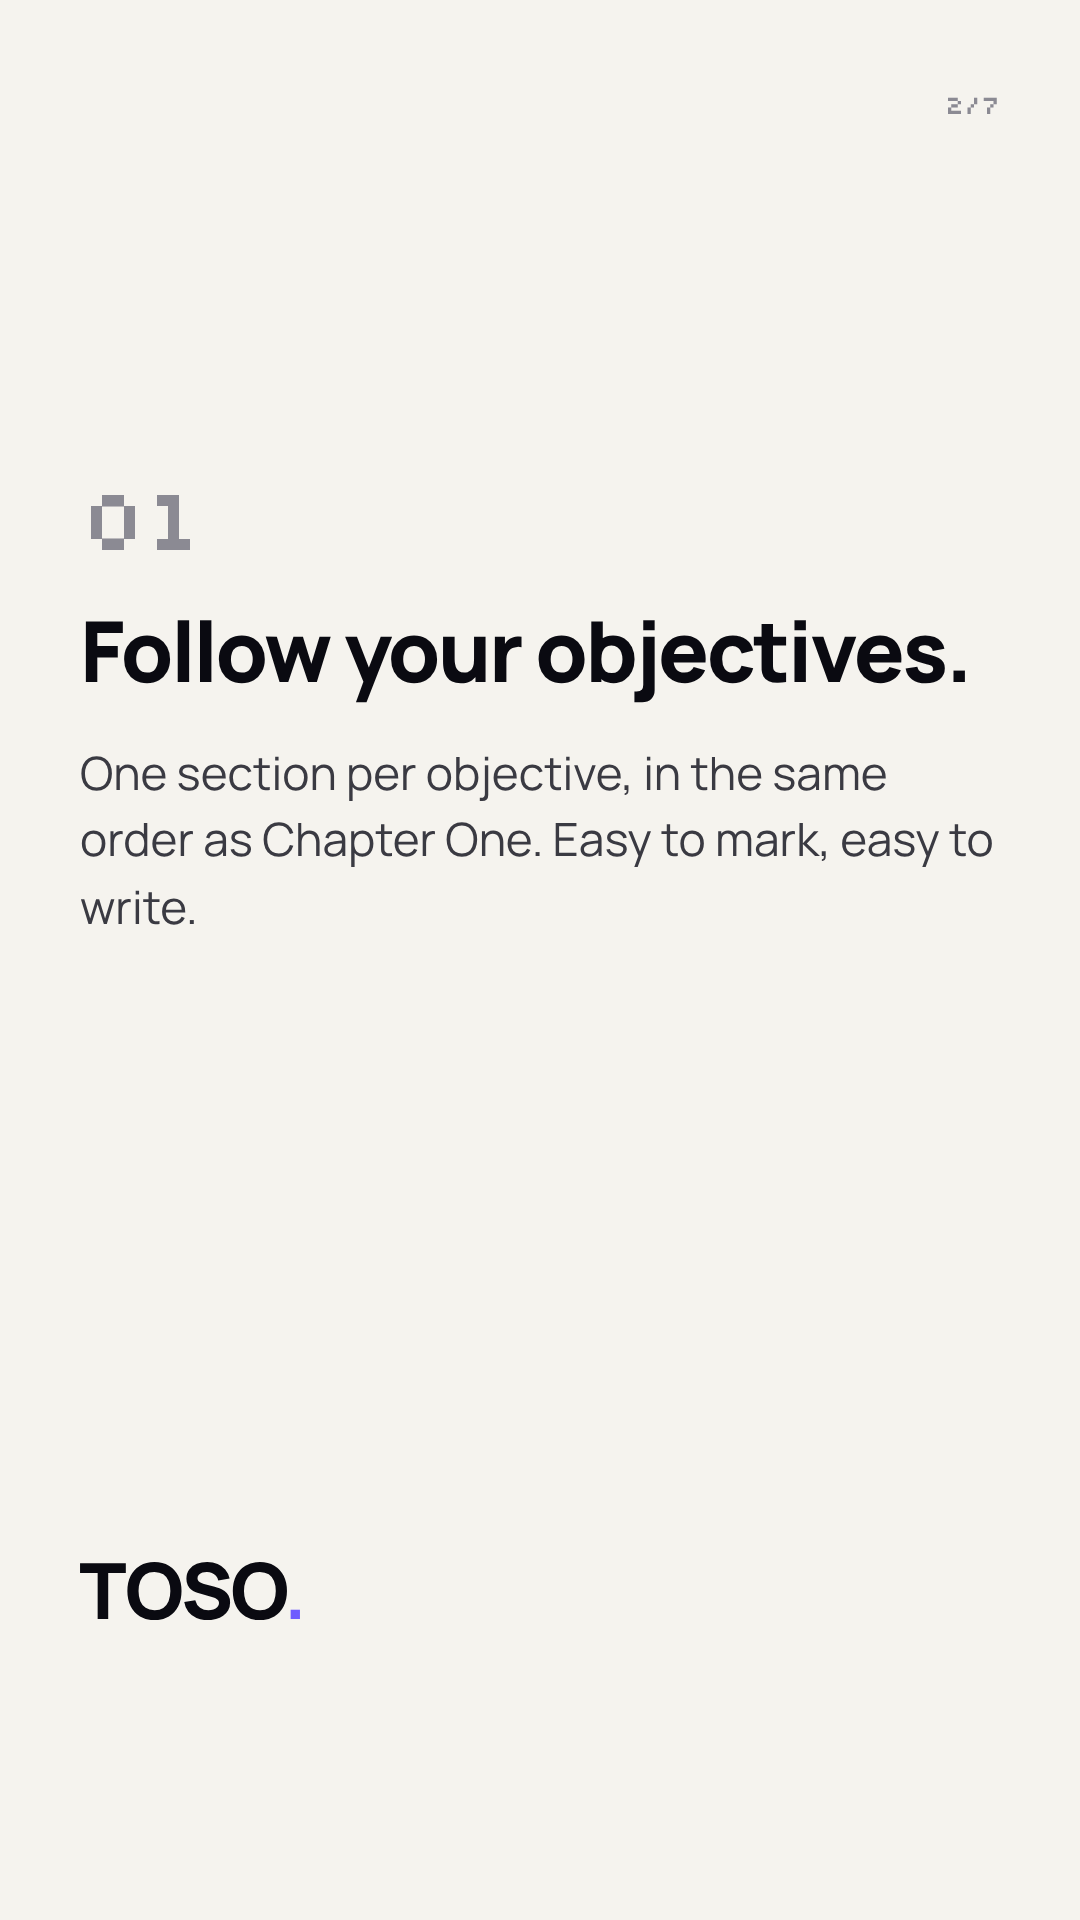 2/7
01
Follow your objectives.
One section per objective, in the same
order as Chapter One. Easy to mark, easy to
write.
TOSO.